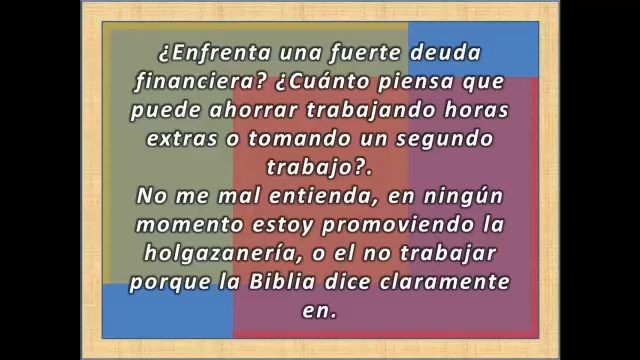 ¿Enfrenta una fuerte deuda
financiera? ¿Cuánto piensa que
puede ahorrar trabajando horas
extras o tomando un segundo
trabajo?.
No me mal entienda, en ningún
momento estoy promoviendo la
holgazanería, o el no trabajar
porque la Biblia dice claramente
en.